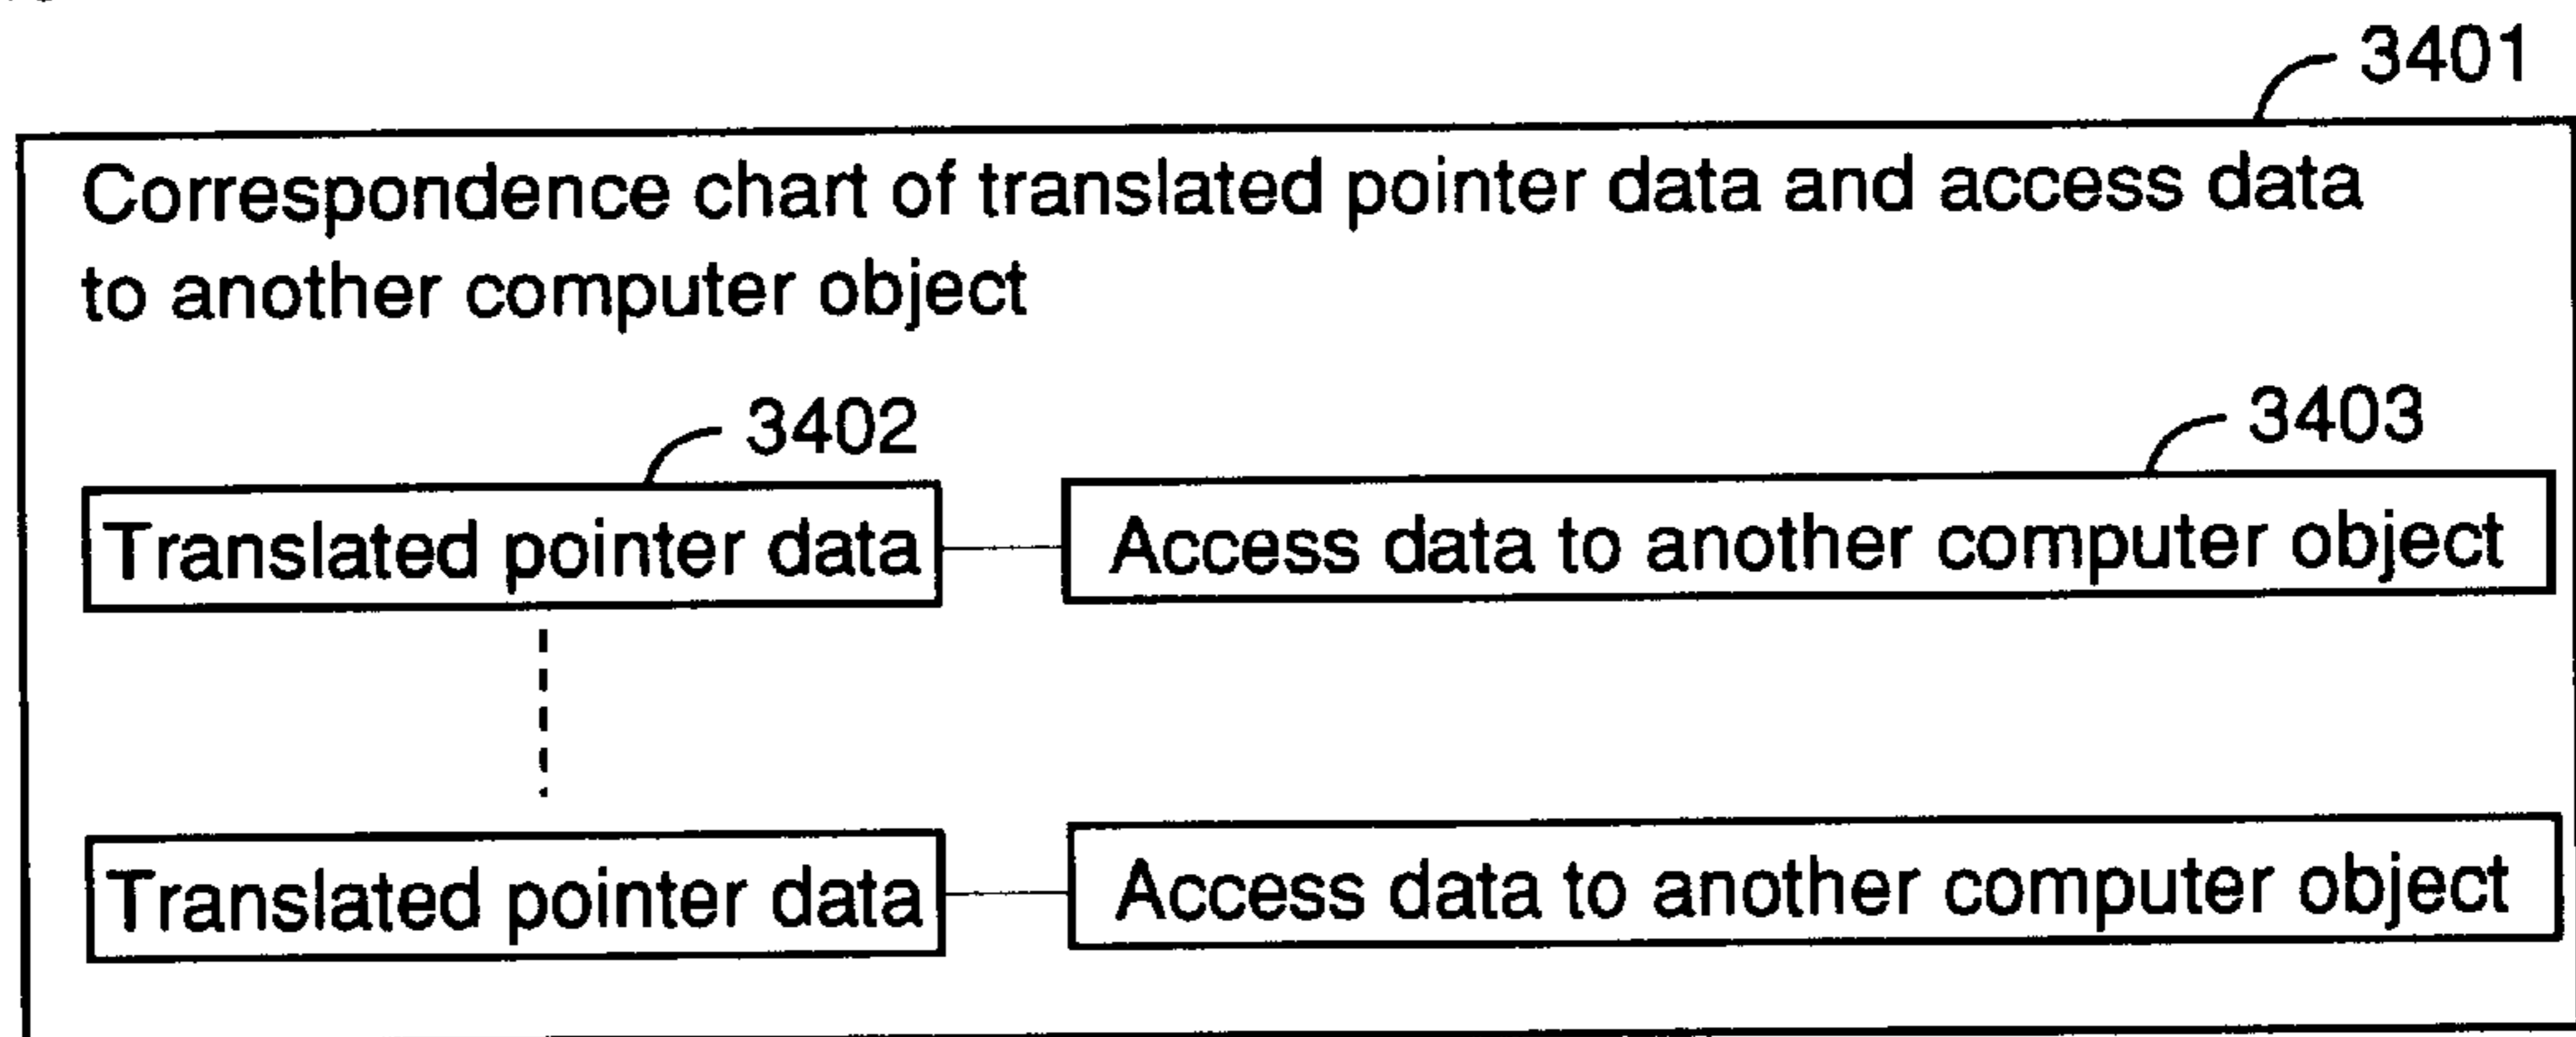 3401
Correspondence chart of translated pointer data and access data
to another computer object
3402
3403
Translated pointer data
Access data to another computer object
Translated pointer data
Access data to another computer object